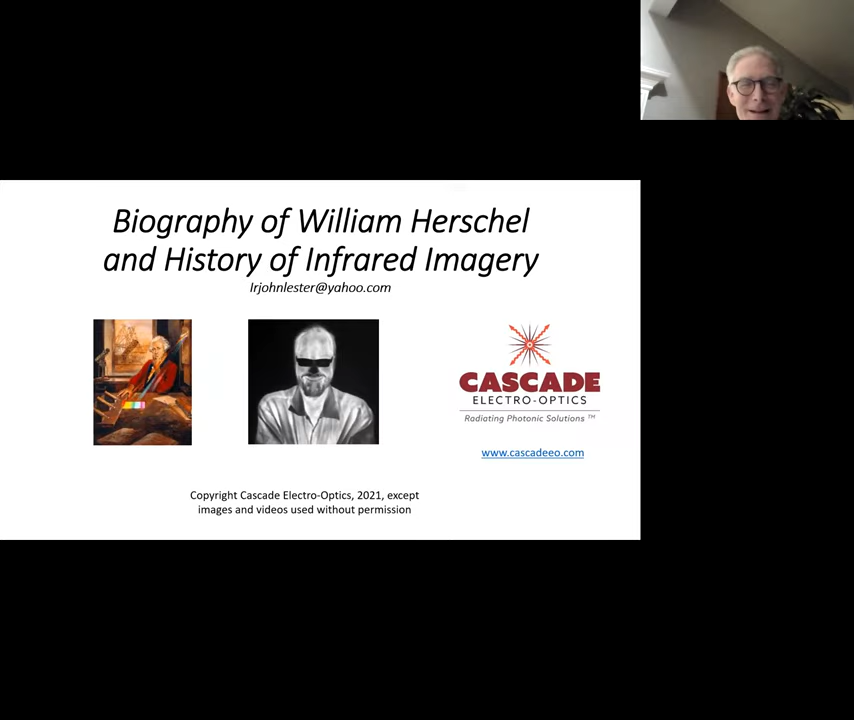 Biography of William Herschel
and History of Infrared Imagery
Irjohnlester@yahoo.com
CASCADE
ELECTRO-OPTICS
Radiating Photonic Solutions ™
www.cascadeeo.com
Copyright Cascade Electro-Optics, 2021, except
images and videos used without permission